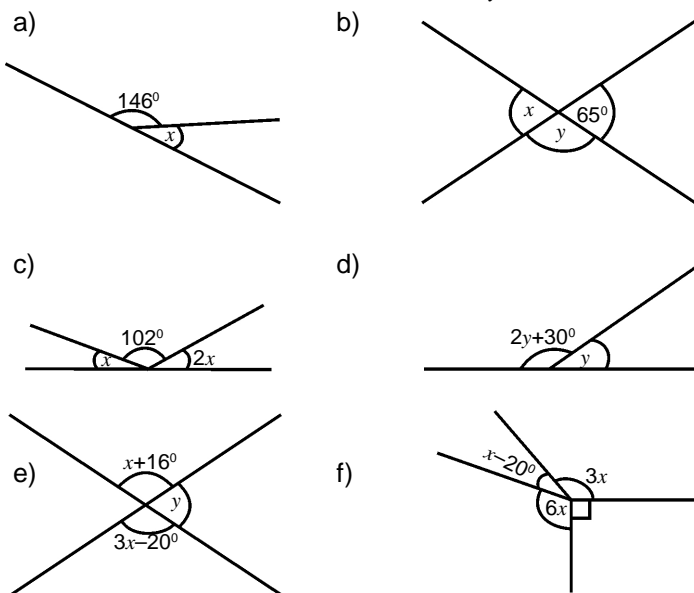 a)
146⁰
x
b)
x
65⁰
y
c)
x
102⁰
2x
d)
2y+30⁰
y
e)
x+16⁰
y
3x–20⁰
f)
x–20⁰
3x
6x